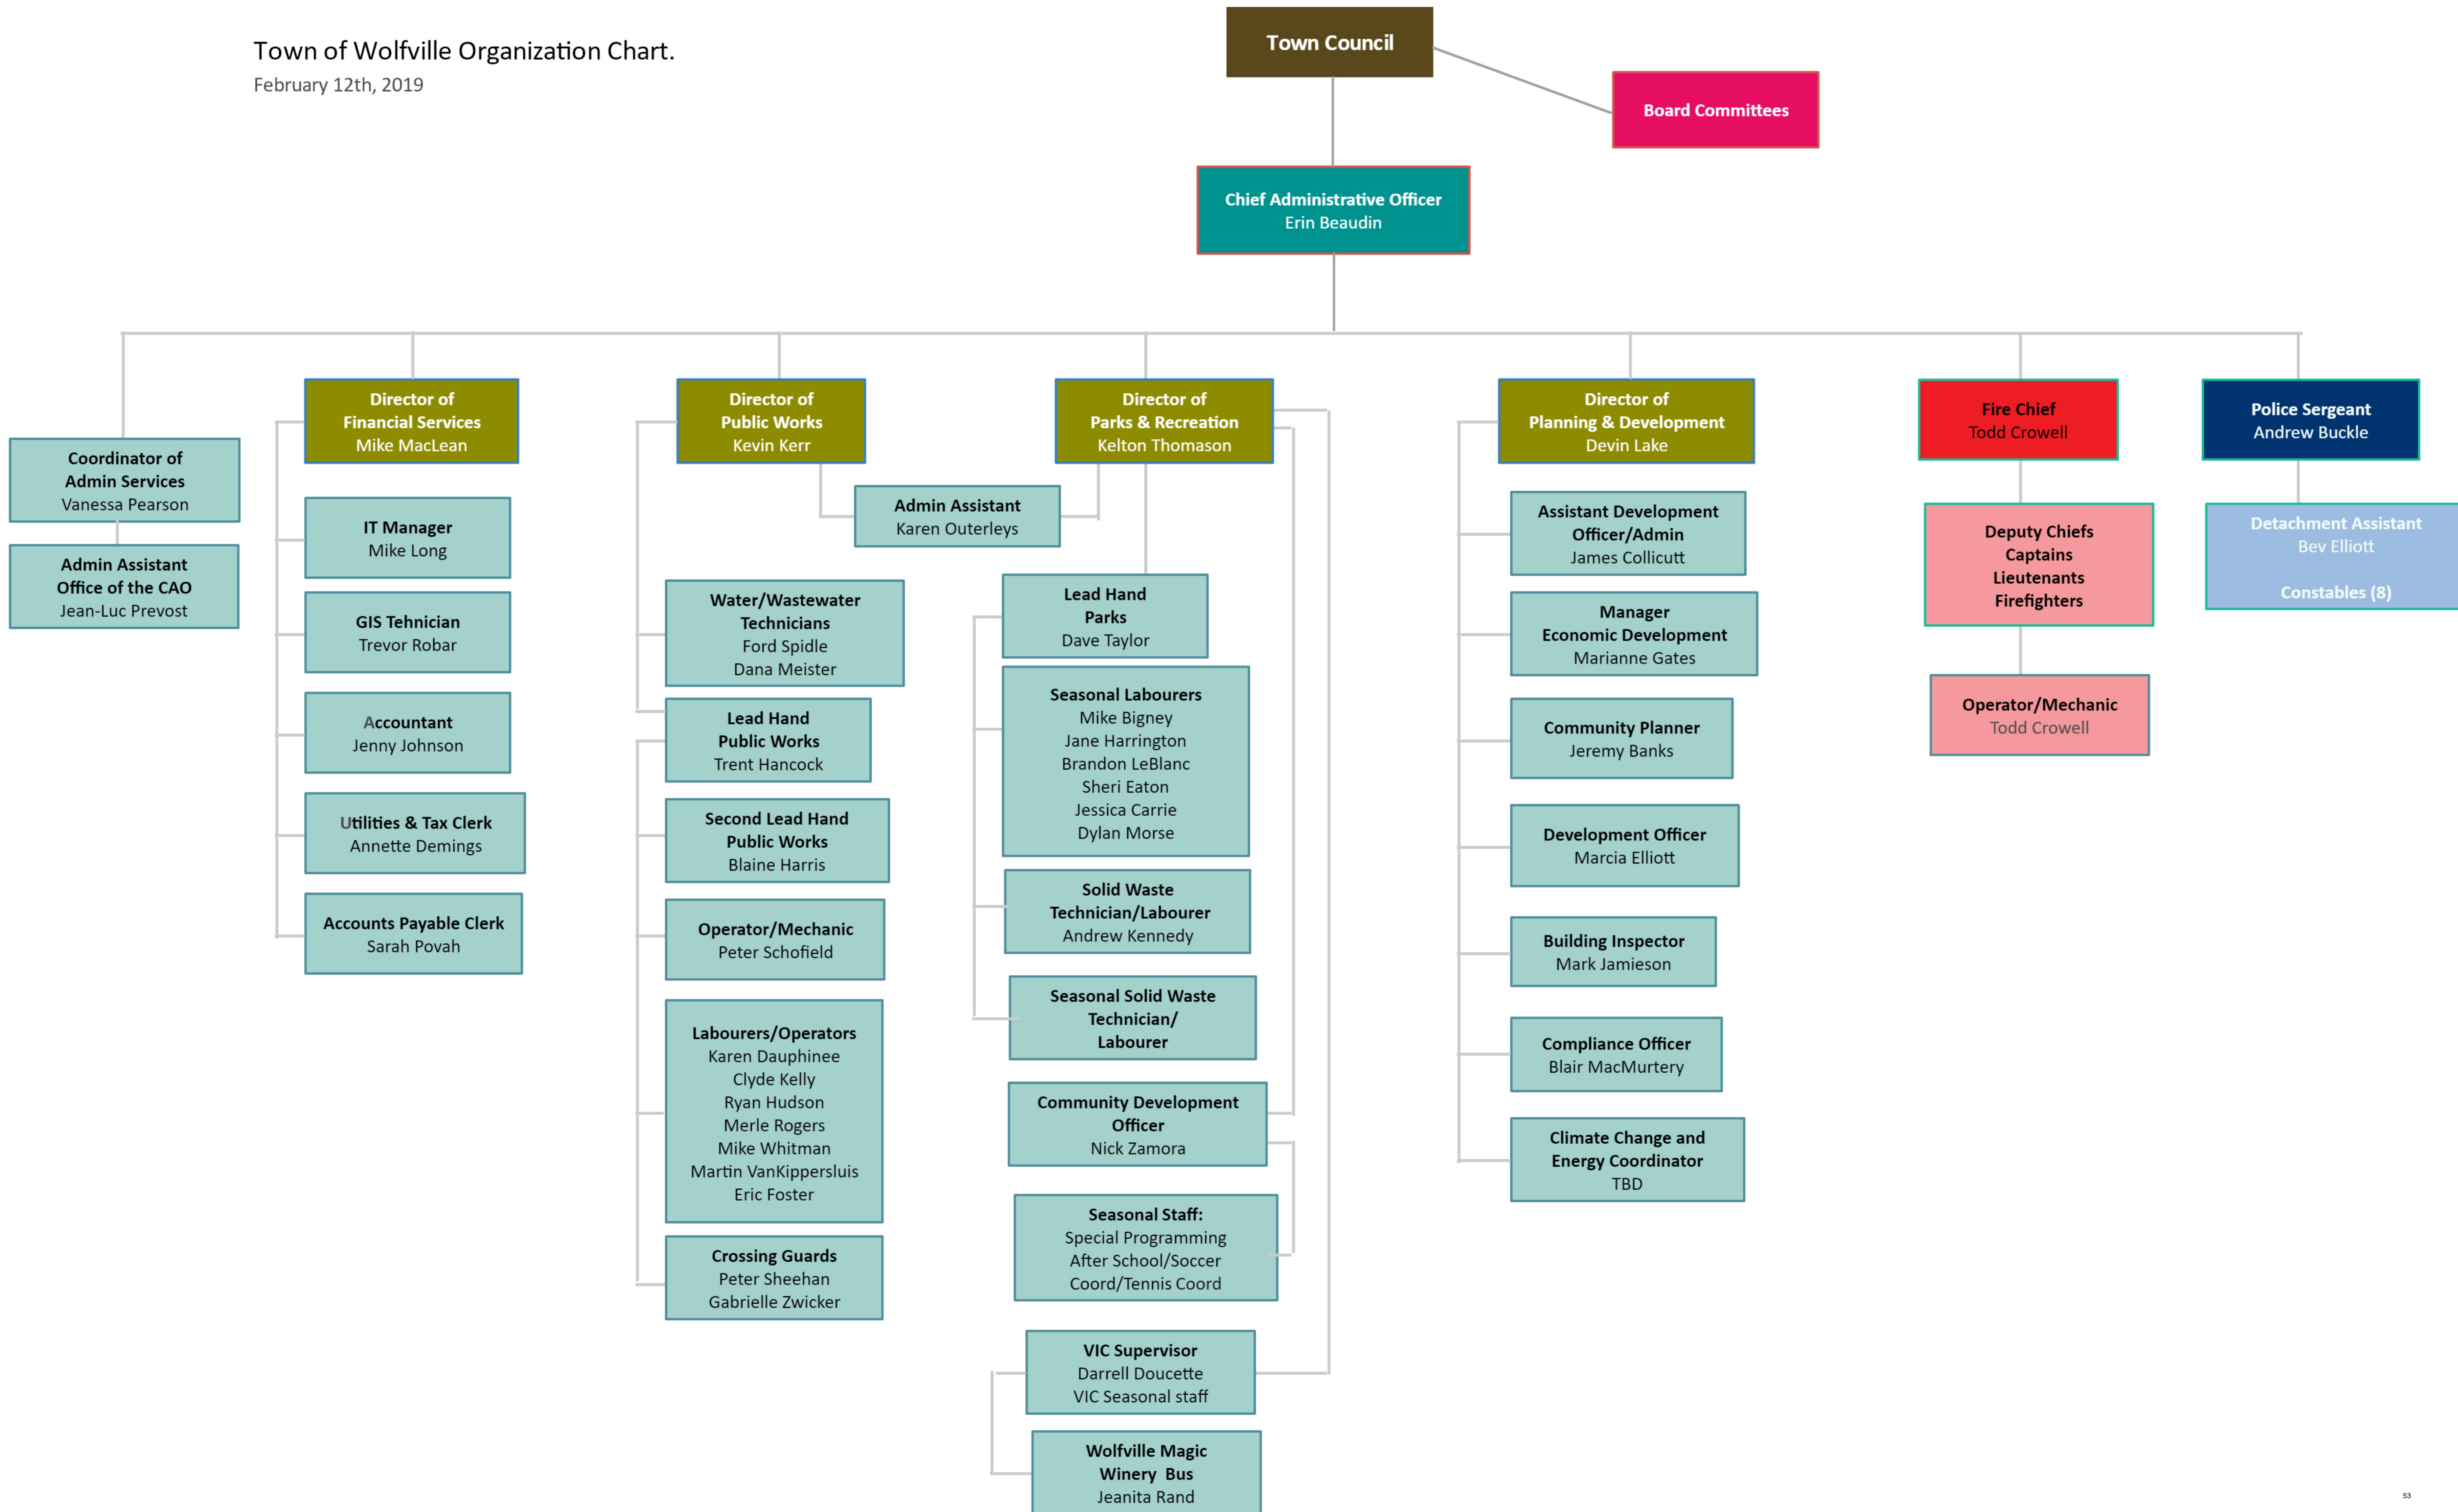 Town of Wolfville Organization Chart.
February 12th, 2019
Town Council
Board Committees
Chief Administrative Officer
Erin Beaudin
Coordinator of
Admin Services
Vanessa Pearson
Admin Assistant
Office of the CAO
Jean-Luc Prevost
Director of
Financial Services
Mike MacLean
IT Manager
Mike Long
GIS Tehnician
Trevor Robar
Accountant
Jenny Johnson
Utilities & Tax Clerk
Annette Demings
Accounts Payable Clerk
Sarah Povah
Director of
Public Works
Kevin Kerr
Admin Assistant
Karen Outerleys
Water/Wastewater
Technicians
Ford Spidle
Dana Meister
Lead Hand
Public Works
Trent Hancock
Second Lead Hand
Public Works
Blaine Harris
Operator/Mechanic
Peter Schofield
Labourers/Operators
Karen Dauphinee
Clyde Kelly
Ryan Hudson
Merle Rogers
Mike Whitman
Martin VanKippersluis
Eric Foster
Crossing Guards
Peter Sheehan
Gabrielle Zwicker
Director of
Parks & Recreation
Kelton Thomason
Lead Hand
Parks
Dave Taylor
Seasonal Labourers
Mike Bigney
Jane Harrington
Brandon LeBlanc
Sheri Eaton
Jessica Carrie
Dylan Morse
Solid Waste
Technician/Labourer
Andrew Kennedy
Seasonal Solid Waste
Technician/
Labourer
Community Development
Officer
Nick Zamora
Seasonal Staff:
Special Programming
After School/Soccer
Coord/Tennis Coord
VIC Supervisor
Darrell Doucette
VIC Seasonal staff
Wolfville Magic
Winery Bus
Jeanita Rand
Director of
Planning & Development
Devin Lake
Assistant Development
Officer/Admin
James Collicutt
Manager
Economic Development
Marianne Gates
Community Planner
Jeremy Banks
Development Officer
Marcia Elliott
Building Inspector
Mark Jamieson
Compliance Officer
Blair MacMurtery
Climate Change and
Energy Coordinator
TBD
Fire Chief
Todd Crowell
Deputy Chiefs
Captains
Lieutenants
Firefighters
Operator/Mechanic
Todd Crowell
Police Sergeant
Andrew Buckle
Detachment Assistant
Bev Elliott
Constables (8)
53